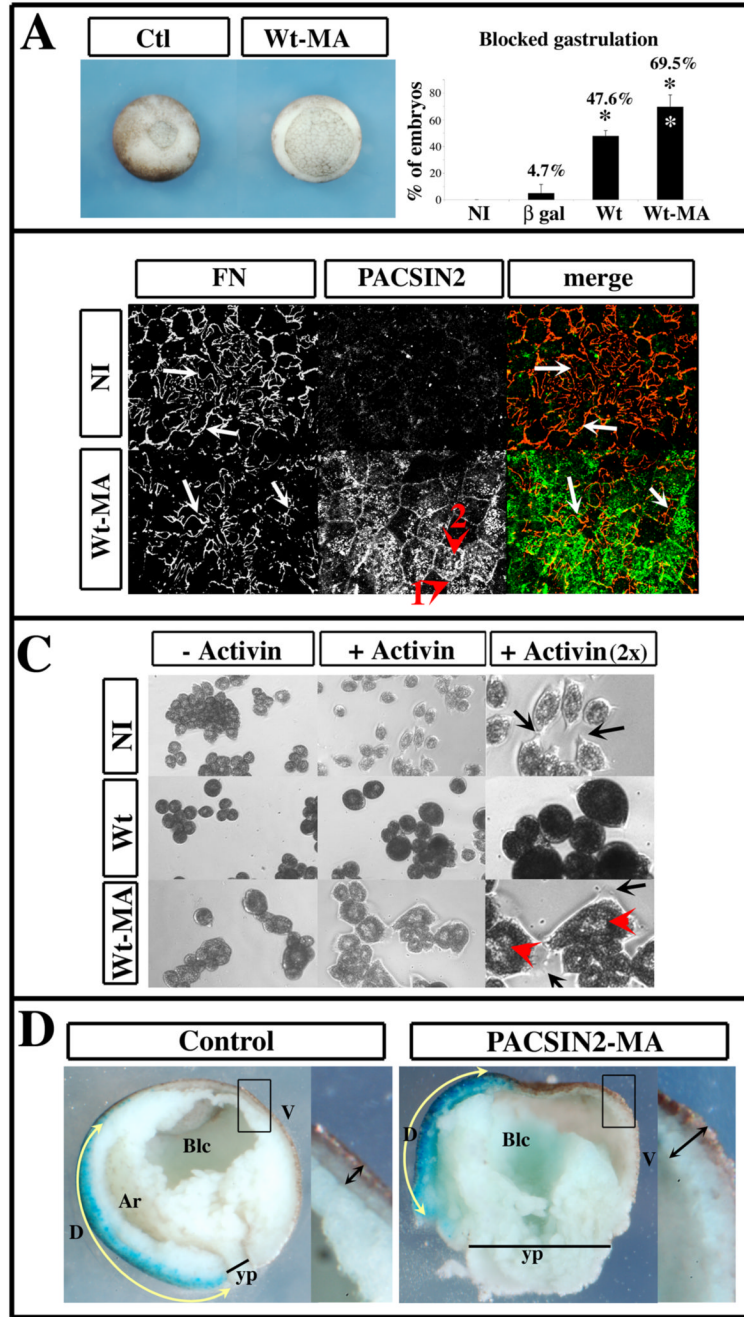 A
Ctl
Wt-MA
Blocked gastrulation
% of embryos
80
60
40
20
0
4.7%
47.6%
*
69.5%
*
*
NI
β gal
Wt
Wt-MA
FN
PACSIN2
merge
NI
Wt-MA
2
1
C
- Activin
+ Activin
+ Activin (2x)
NI
Wt
Wt-MA
D
Control
PACSIN2-MA
V
Blc
Ar
D
yp
D
Blc
V
yp